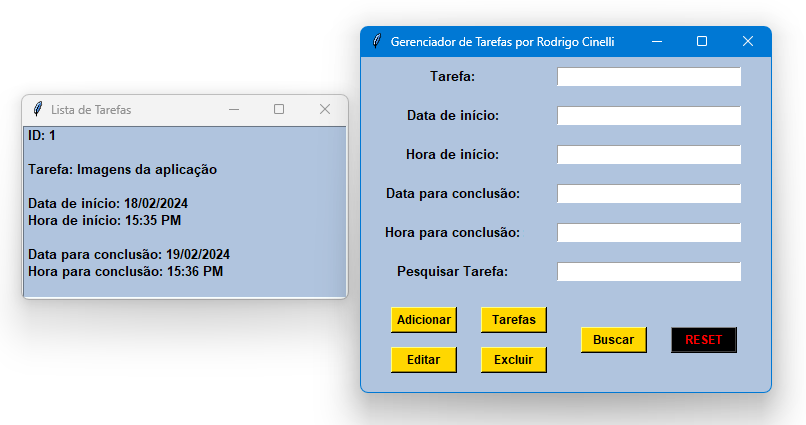 Lista de Tarefas
ID: 1
Tarefa: Imagens da aplicação
Data de início: 18/02/2024
Hora de início: 15:35 PM
Data para conclusão: 19/02/2024
Hora para conclusão: 15:36 PM
Gerenciador de Tarefas por Rodrigo Cinelli
Tarefa:
Data de início:
Hora de início:
Data para conclusão:
Hora para conclusão:
Pesquisar Tarefa:
Adicionar Tarefas
Buscar RESET
Editar Excluir